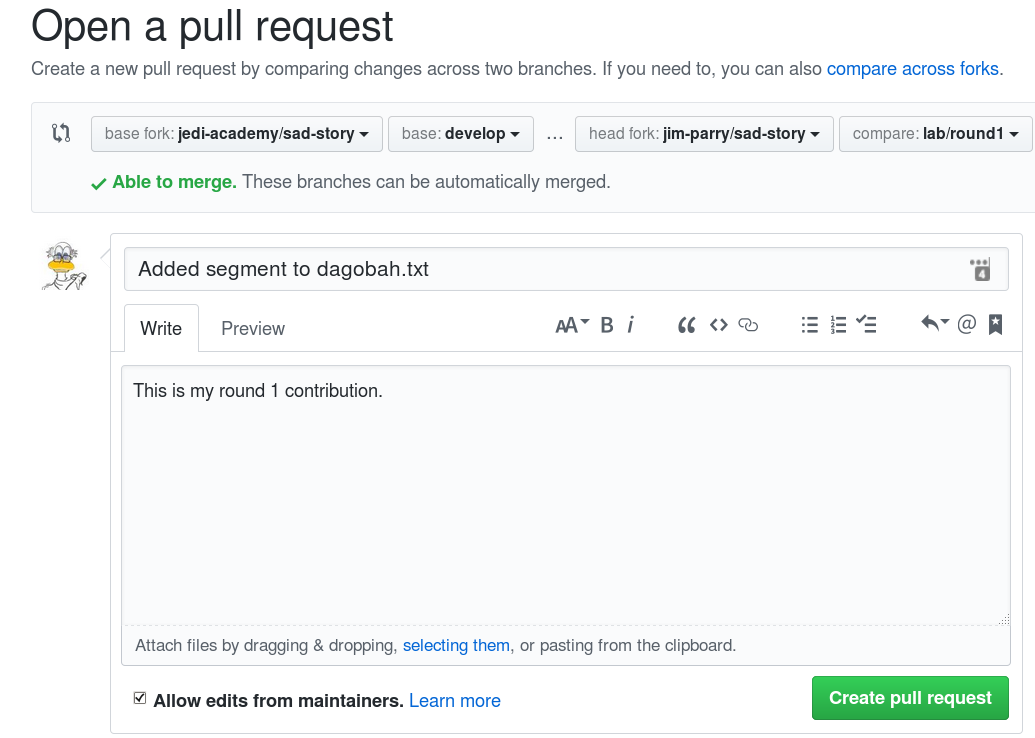 Open a pull request
Create a new pull request by comparing changes across two branches. If you need to, you can also compare across forks.
base fork: jedi-academy/sad-story base: develop ... head fork: jim-parry/sad-story compare: lab/round1
Able to merge. These branches can be automatically merged.
Added segment to dagobah.txt
4
Write Preview AA B i
This is my round 1 contribution.
Attach files by dragging & dropping, selecting them, or pasting from the clipboard.
Allow edits from maintainers. Learn more
Create pull request